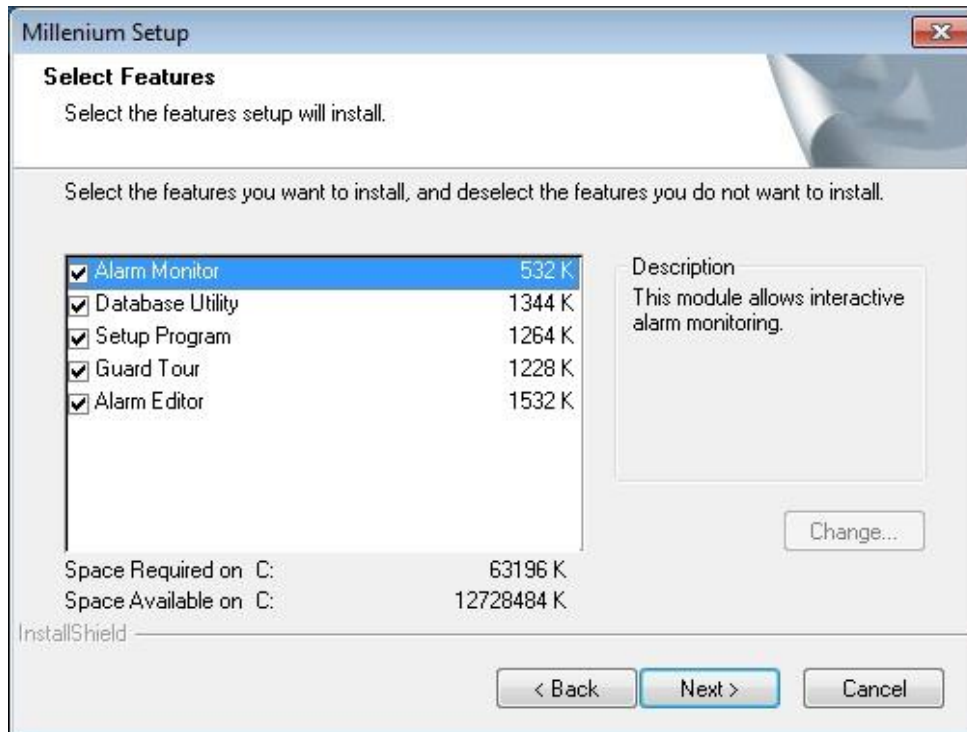 Millenium Setup
Select Features
Select the features setup will install.
Select the features you want to install, and deselect the features you do not want to install.
Alarm Monitor 532 K
Database Utility 1344 K
Setup Program 1264 K
Guard Tour 1228 K
Alarm Editor 1532 K
Description
This module allows interactive
alarm monitoring.
Change...
Space Required on C: 63196 K
Space Available on C: 12728484 K
InstallShield
< Back Next > Cancel